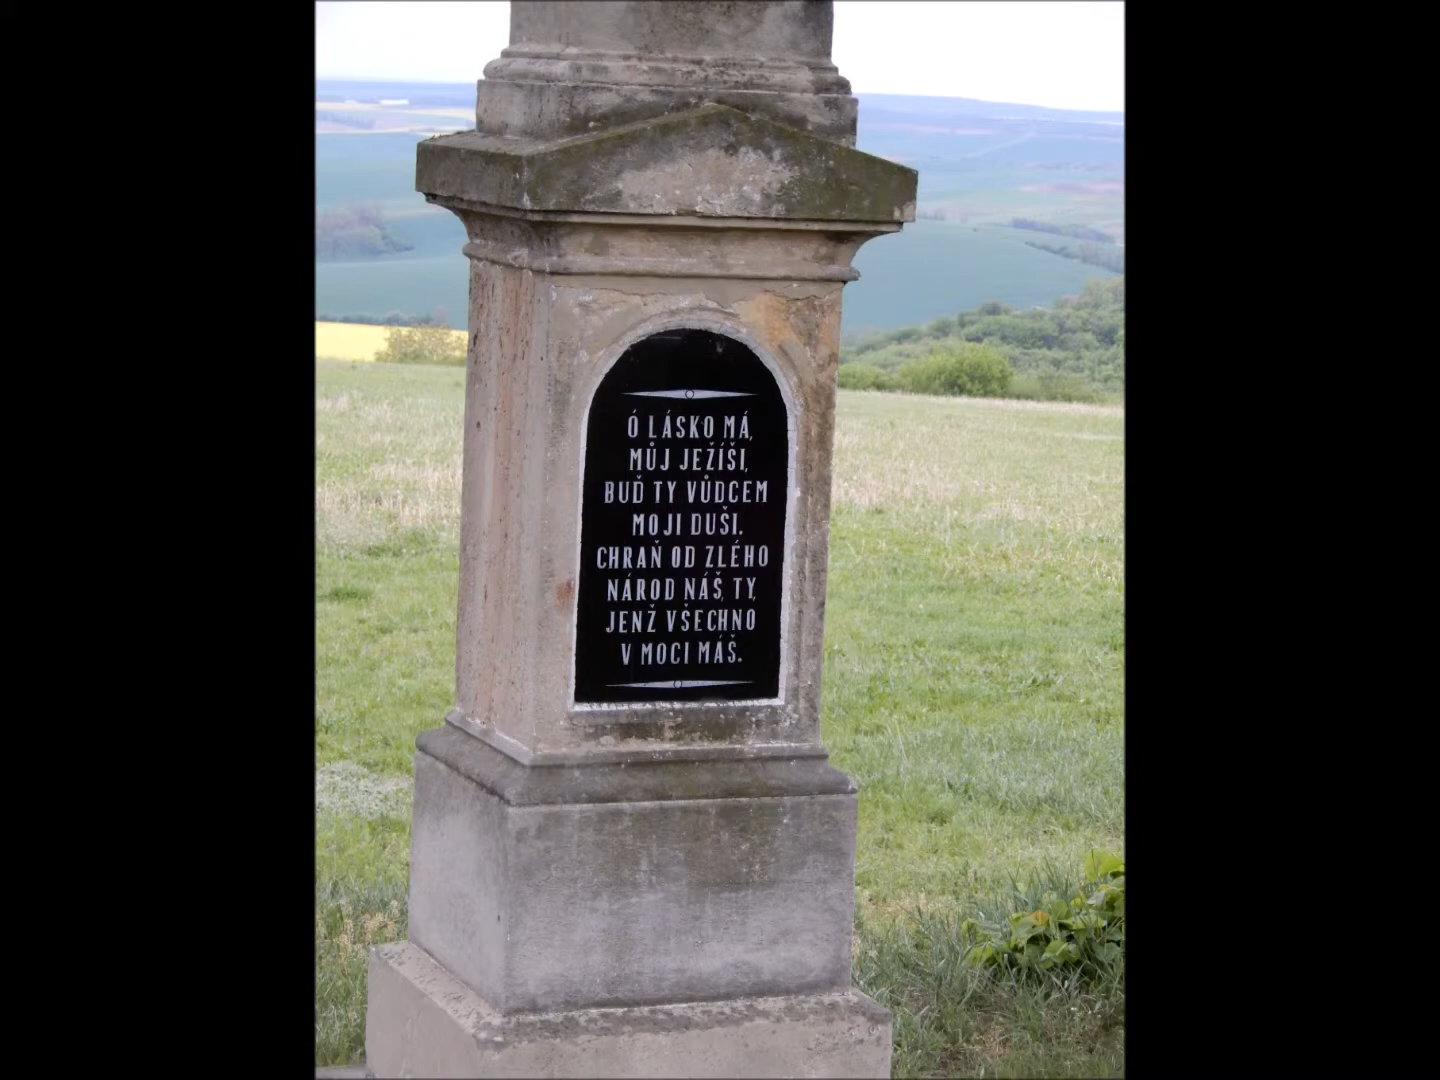 Ó LÁSKO MÁ,
MŮJ JEŽÍŠI,
BUĎ TY VŮDCEM
MOJI DUŠI.
CHRAŇ OD ZLÉHO
NÁROD NÁŠ, TY,
JENŽ VŠECHNO
V MOCI MÁŠ.